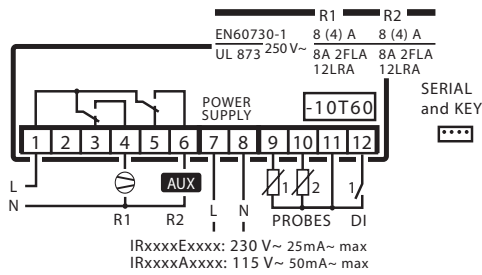 R1 R2
EN60730-1 250 V~ 8 (4) A 8 (4) A
UL 873 8A 2FLA 8A 2FLA
12LRA 12LRA
SERIAL
and KEY
POWER
SUPPLY
-10T60
1 2 3 4 5 6 7 8 9 10 11 12
L
N
AUX
1 2 1
R1 R2 L N PROBES DI
IRxxxxExxxx: 230 V~ 25mA~ max
IRxxxxAxxxx: 115 V~ 50mA~ max